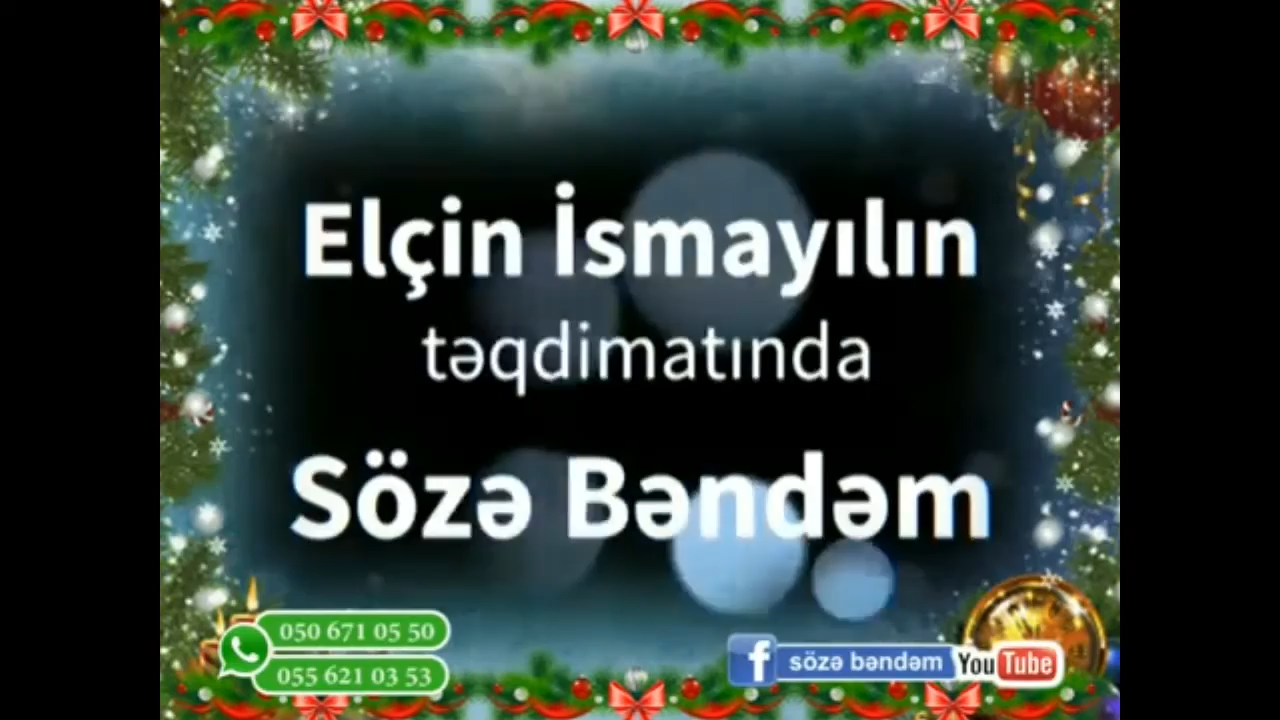 Elçin İsmayılın
təqdimatında
Sözə Bəndəm
050 671 05 50
055 621 03 53
sözə bəndəm
YouTube